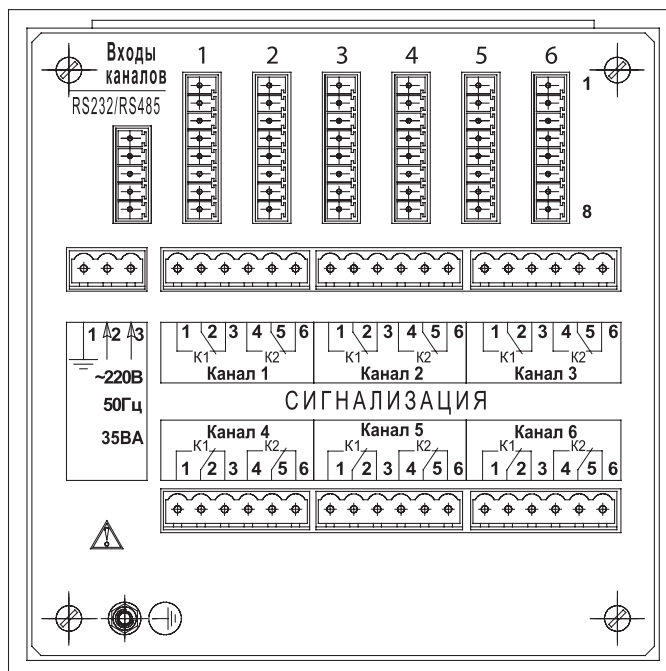 Входы
каналов
RS232/RS485
1 2 3 4 5 6
1
8
1 2 3
~220В
50Гц
35ВА
1 2 3 4 5 6
К1 К2
Канал 1
1 2 3 4 5 6
К1 К2
Канал 2
1 2 3 4 5 6
К1 К2
Канал 3
СИГНАЛИЗАЦИЯ
Канал 4
К1 К2
1 2 3 4 5 6
Канал 5
К1 К2
1 2 3 4 5 6
Канал 6
К1 К2
1 2 3 4 5 6